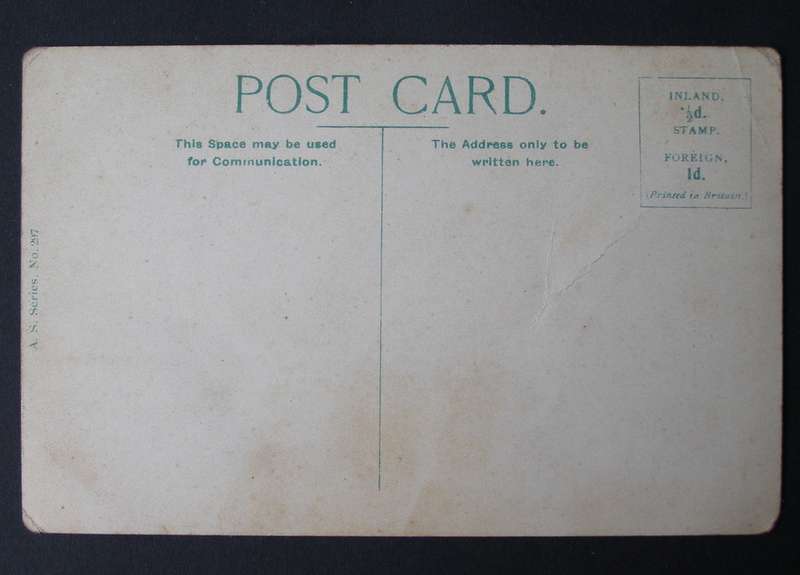 POST CARD.
This Space may be used
for Communication.
The Address only to be
written here.
INLAND,
½d.
STAMP.
FOREIGN,
1d.
(Printed in Britain.)
A. S. Series, No. 297